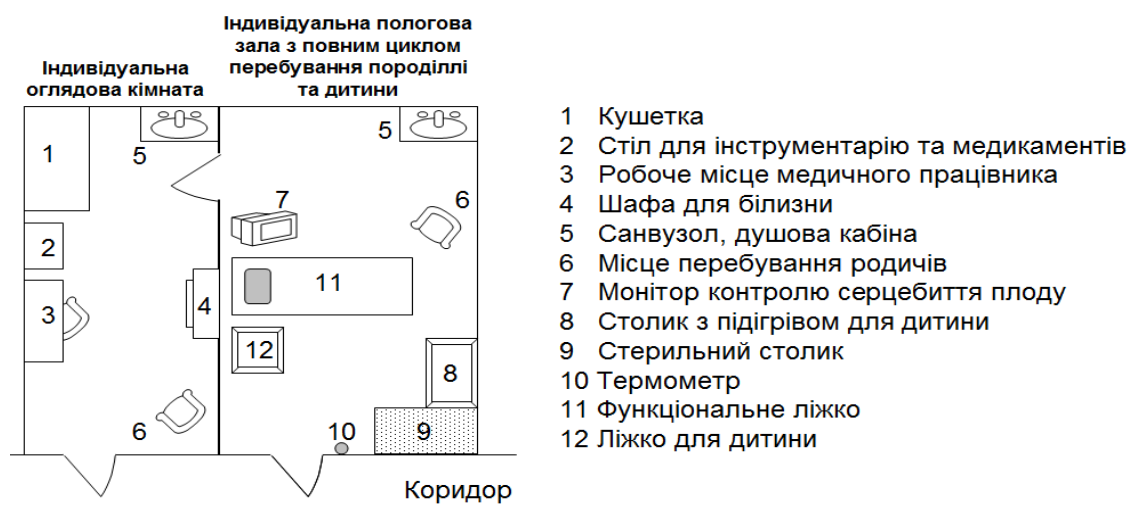 Індивідуальна пологова
зала з повним циклом
перебування породіллі
та дитини
Індивідуальна
оглядова кімната
1
5
5
7
6
2
11
3
4
12
8
6
10
9
Коридор
1 Кушетка
2 Стіл для інструментарію та медикаментів
3 Робоче місце медичного працівника
4 Шафа для білизни
5 Санвузол, душова кабіна
6 Місце перебування родичів
7 Монітор контролю серцебиття плоду
8 Столик з підігрівом для дитини
9 Стерильний столик
10 Термометр
11 Функціональне ліжко
12 Ліжко для дитини